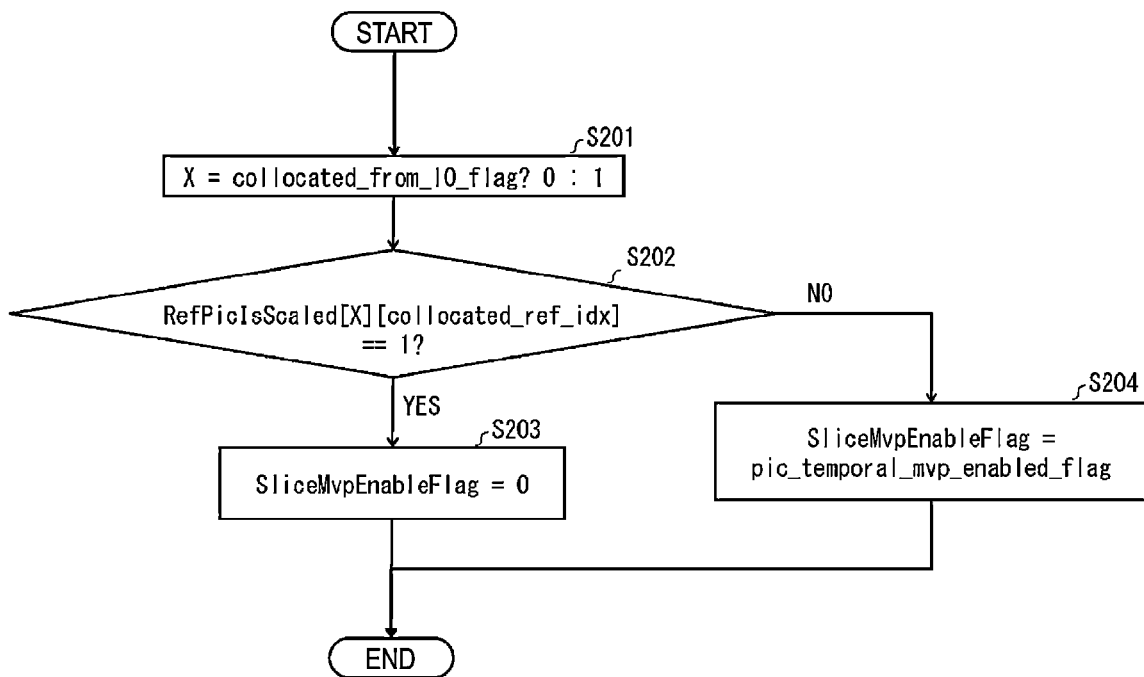 START
S201
X = collocated_from_l0_flag? 0 : 1
S202
RefPicIsScaled[X][collocated_ref_idx]
== 1?
NO
YES
S203
SliceMvpEnableFlag = 0
S204
SliceMvpEnableFlag =
pic_temporal_mvp_enabled_flag
END